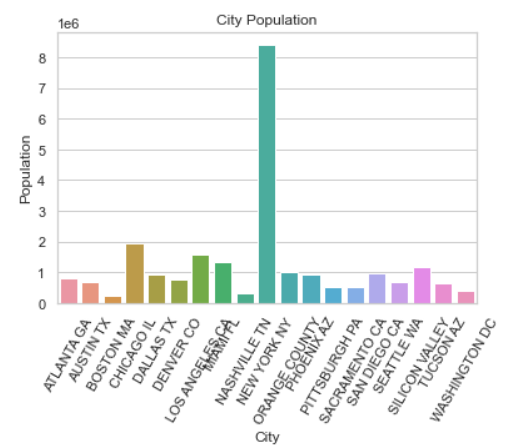 City Population
1e6
8
7
6
5
4
3
2
1
0
Population
ATLANTA GA
AUSTIN TX
BOSTON MA
CHICAGO IL
DALLAS TX
DENVER CO
LOS ANGELES CA
MIAMI FL
NASHVILLE TN
NEW YORK NY
ORANGE COUNTY
PHOENIX AZ
PITTSBURGH PA
SACRAMENTO CA
SAN DIEGO CA
SEATTLE WA
SILICON VALLEY
TUCSON AZ
WASHINGTON DC
City